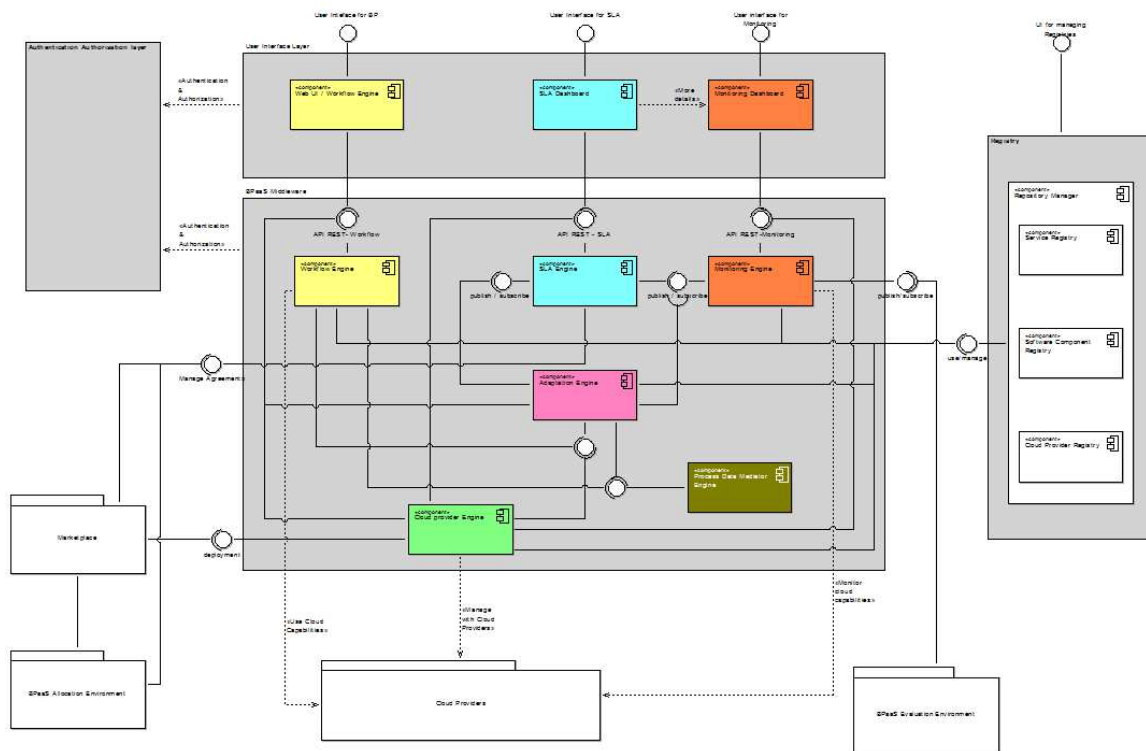 User Inteface for BP
User Inteface for SLA
User interface for
Monitoring
UI for managing
Registries
Authentication Authorisation layer
User Interface Layer
«Authentication
&
Authorization»
«component»
Web UI / Workflow Engine
«component»
SLA Dashboard
«More
details»
«component»
Monitoring Dashboard
Registry
BPaaS Middleware
«component»
Repository Manager
«Authentication
&
Authorization»
API REST- Workflow
API REST - SLA
API REST-Monitoring
«component»
Service Registry
«component»
Workflow Engine
«component»
SLA Engine
«component»
Monitoring Engine
publish / subscribe
publish / subscribe
publish/subscribe
«component»
Software Component
Registry
use/manage
Manage Agreements
«component»
Adaptation Engine
«component»
Cloud Provider Registry
«component»
Process Data Mediator
Engine
«component»
Cloud provider Engine
Marketplace
deployment
«Use Cloud
Capabilities»
«Manage
with Cloud
Providers»
«Monitor
cloud
capabilities»
BPaaS Allocation Environment
Cloud Providers
BPaaS Evaluation Environment